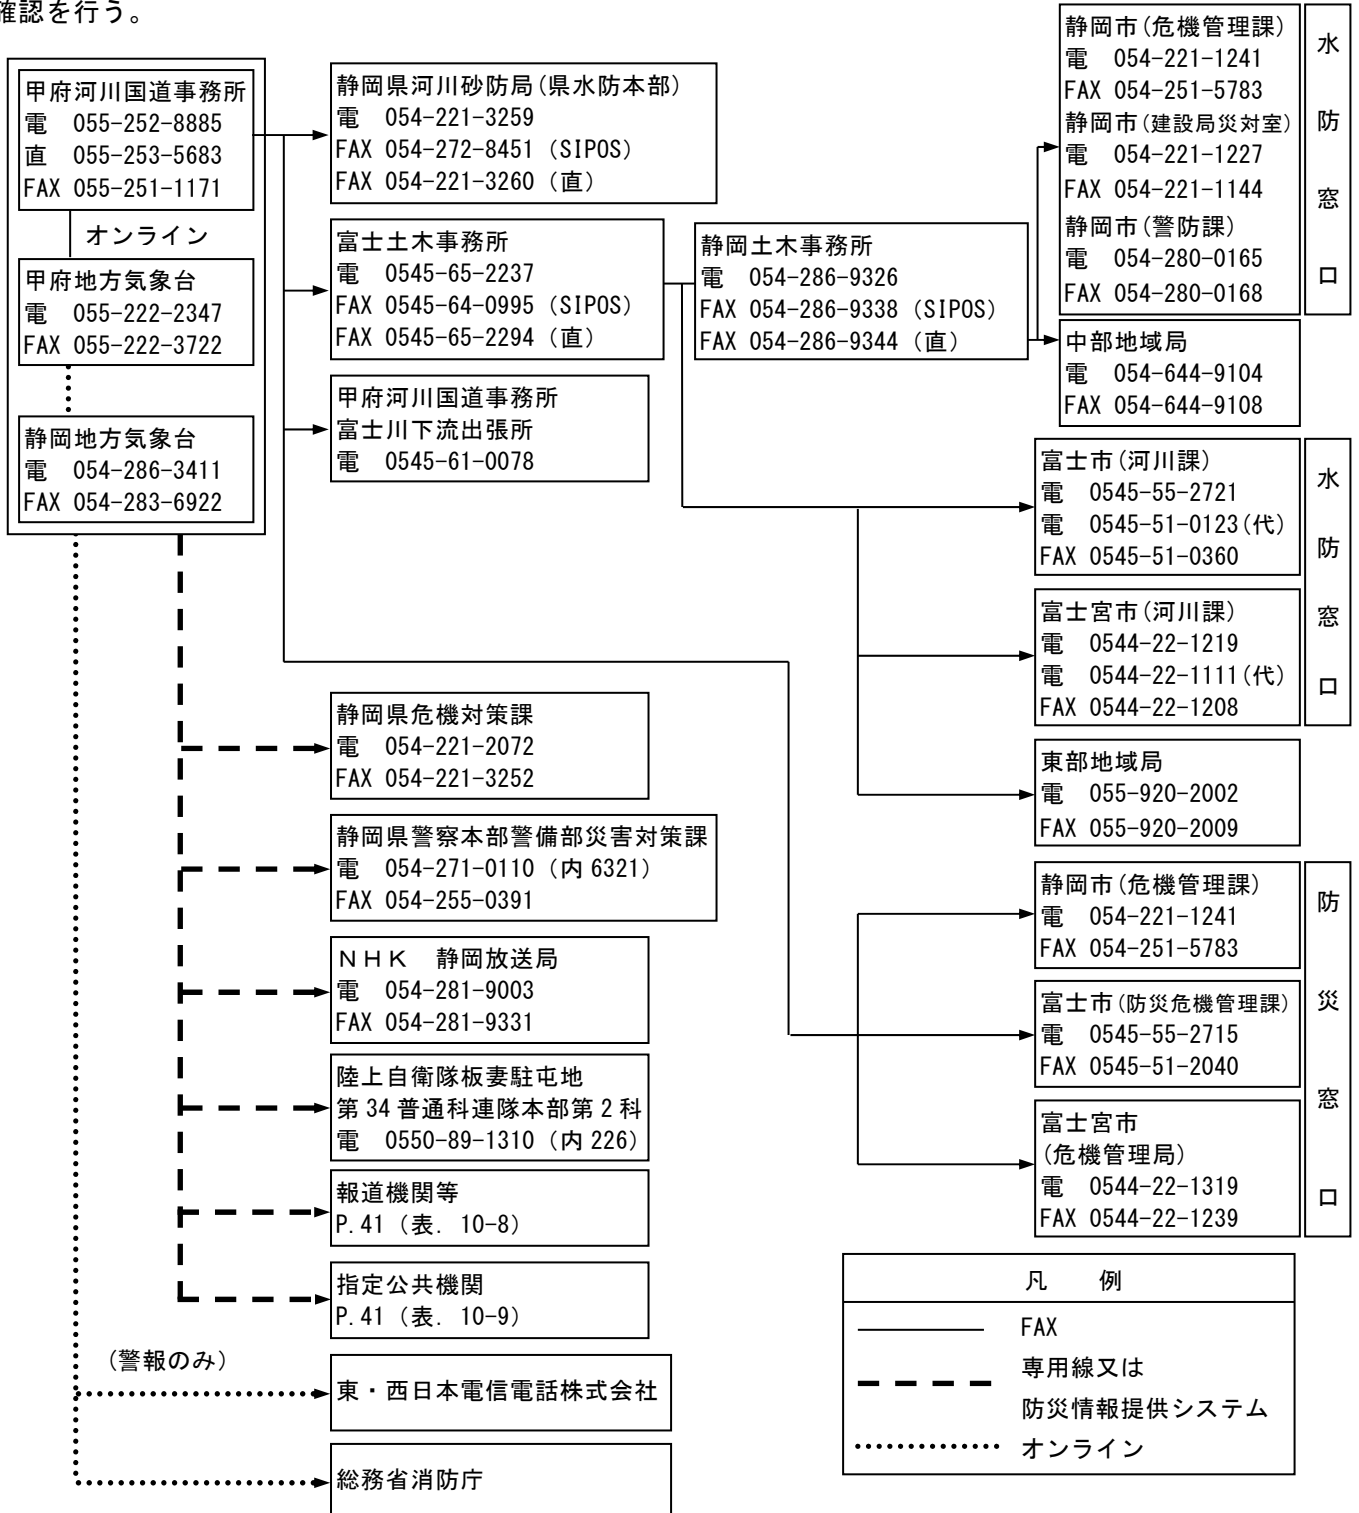 確認を行う。
甲府河川国道事務所
電 055-252-8885
直 055-253-5683
FAX 055-251-1171
オンライン
甲府地方気象台
電 055-222-2347
FAX 055-222-3722
静岡地方気象台
電 054-286-3411
FAX 054-283-6922
静岡県河川砂防局(県水防本部)
電 054-221-3259
FAX 054-272-8451 (SIPOS)
FAX 054-221-3260 (直)
富士土木事務所
電 0545-65-2237
FAX 0545-64-0995 (SIPOS)
FAX 0545-65-2294 (直)
甲府河川国道事務所
富士川下流出張所
電 0545-61-0078
静岡土木事務所
電 054-286-9326
FAX 054-286-9338 (SIPOS)
FAX 054-286-9344 (直)
静岡市(危機管理課)
電 054-221-1241
FAX 054-251-5783
静岡市(建設局災対室)
電 054-221-1227
FAX 054-221-1144
静岡市(警防課)
電 054-280-0165
FAX 054-280-0168
水防窓口
中部地域局
電 054-644-9104
FAX 054-644-9108
富士市(河川課)
電 0545-55-2721
電 0545-51-0123(代)
FAX 0545-51-0360
富士宮市(河川課)
電 0544-22-1219
電 0544-22-1111(代)
FAX 0544-22-1208
水防窓口
東部地域局
電 055-920-2002
FAX 055-920-2009
静岡市(危機管理課)
電 054-221-1241
FAX 054-251-5783
富士市(防災危機管理課)
電 0545-55-2715
FAX 0545-51-2040
富士宮市
(危機管理局)
電 0544-22-1319
FAX 0544-22-1239
防災窓口
静岡県危機対策課
電 054-221-2072
FAX 054-221-3252
静岡県警察本部警備部災害対策課
電 054-271-0110 (内 6321)
FAX 054-255-0391
ＮＨＫ 静岡放送局
電 054-281-9003
FAX 054-281-9331
陸上自衛隊板妻駐屯地
第 34 普通科連隊本部第 2 科
電 0550-89-1310 (内 226)
報道機関等
P.41 (表. 10-8)
指定公共機関
P.41 (表. 10-9)
(警報のみ)
東・西日本電信電話株式会社
総務省消防庁
凡 例
FAX
専用線又は
防災情報提供システム
オンライン